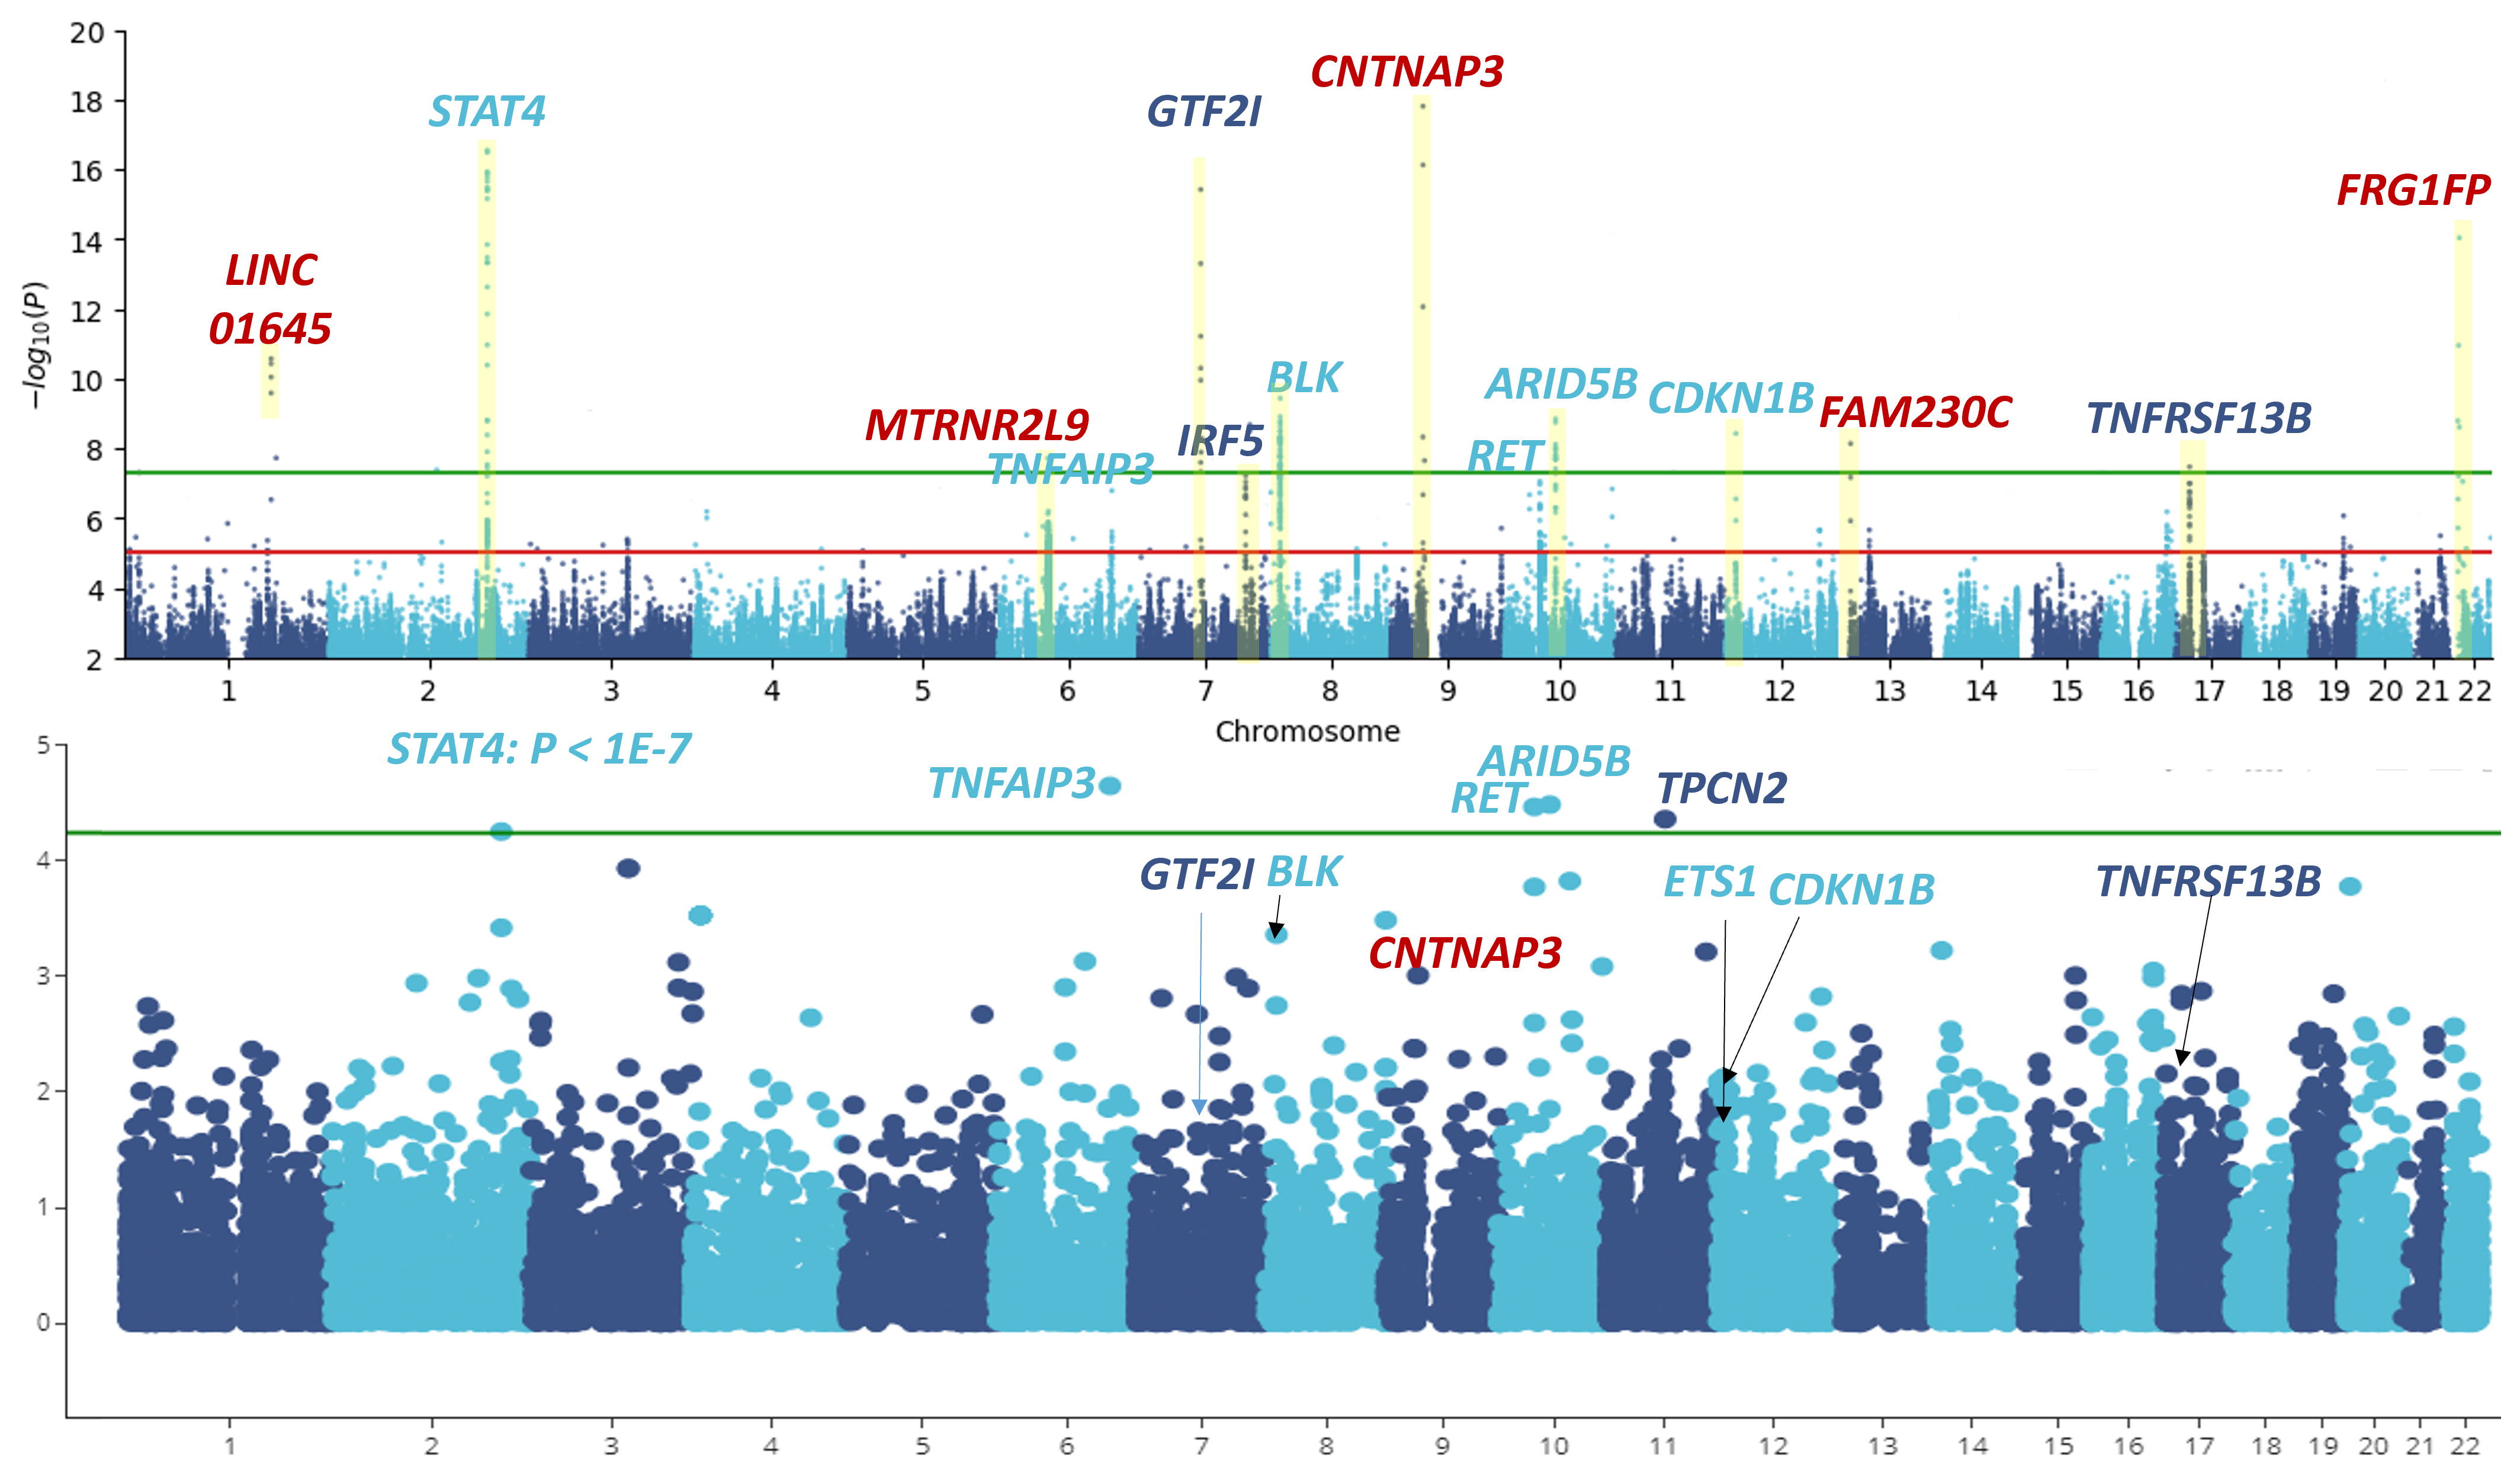 20
18
16
14
12
10
8
6
4
2
−log10(P)
CNTNAP3
STAT4
GTF2I
FRG1FP
LINC
01645
BLK
ARID5B
CDKN1B
FAM230C
TNFRSF13B
MTRNR2L9
IRF5
RET
TNFAIP3
1 2 3 4 5 6 7 8 9 10 11 12 13 14 15 16 17 18 19 20 21 22
Chromosome
5
4
3
2
1
0
STAT4: P < 1E-7
TNFAIP3
ARID5B
RET
TPCN2
GTF2I
BLK
ETS1
CDKN1B
TNFRSF13B
CNTNAP3
1 2 3 4 5 6 7 8 9 10 11 12 13 14 15 16 17 18 19 20 21 22